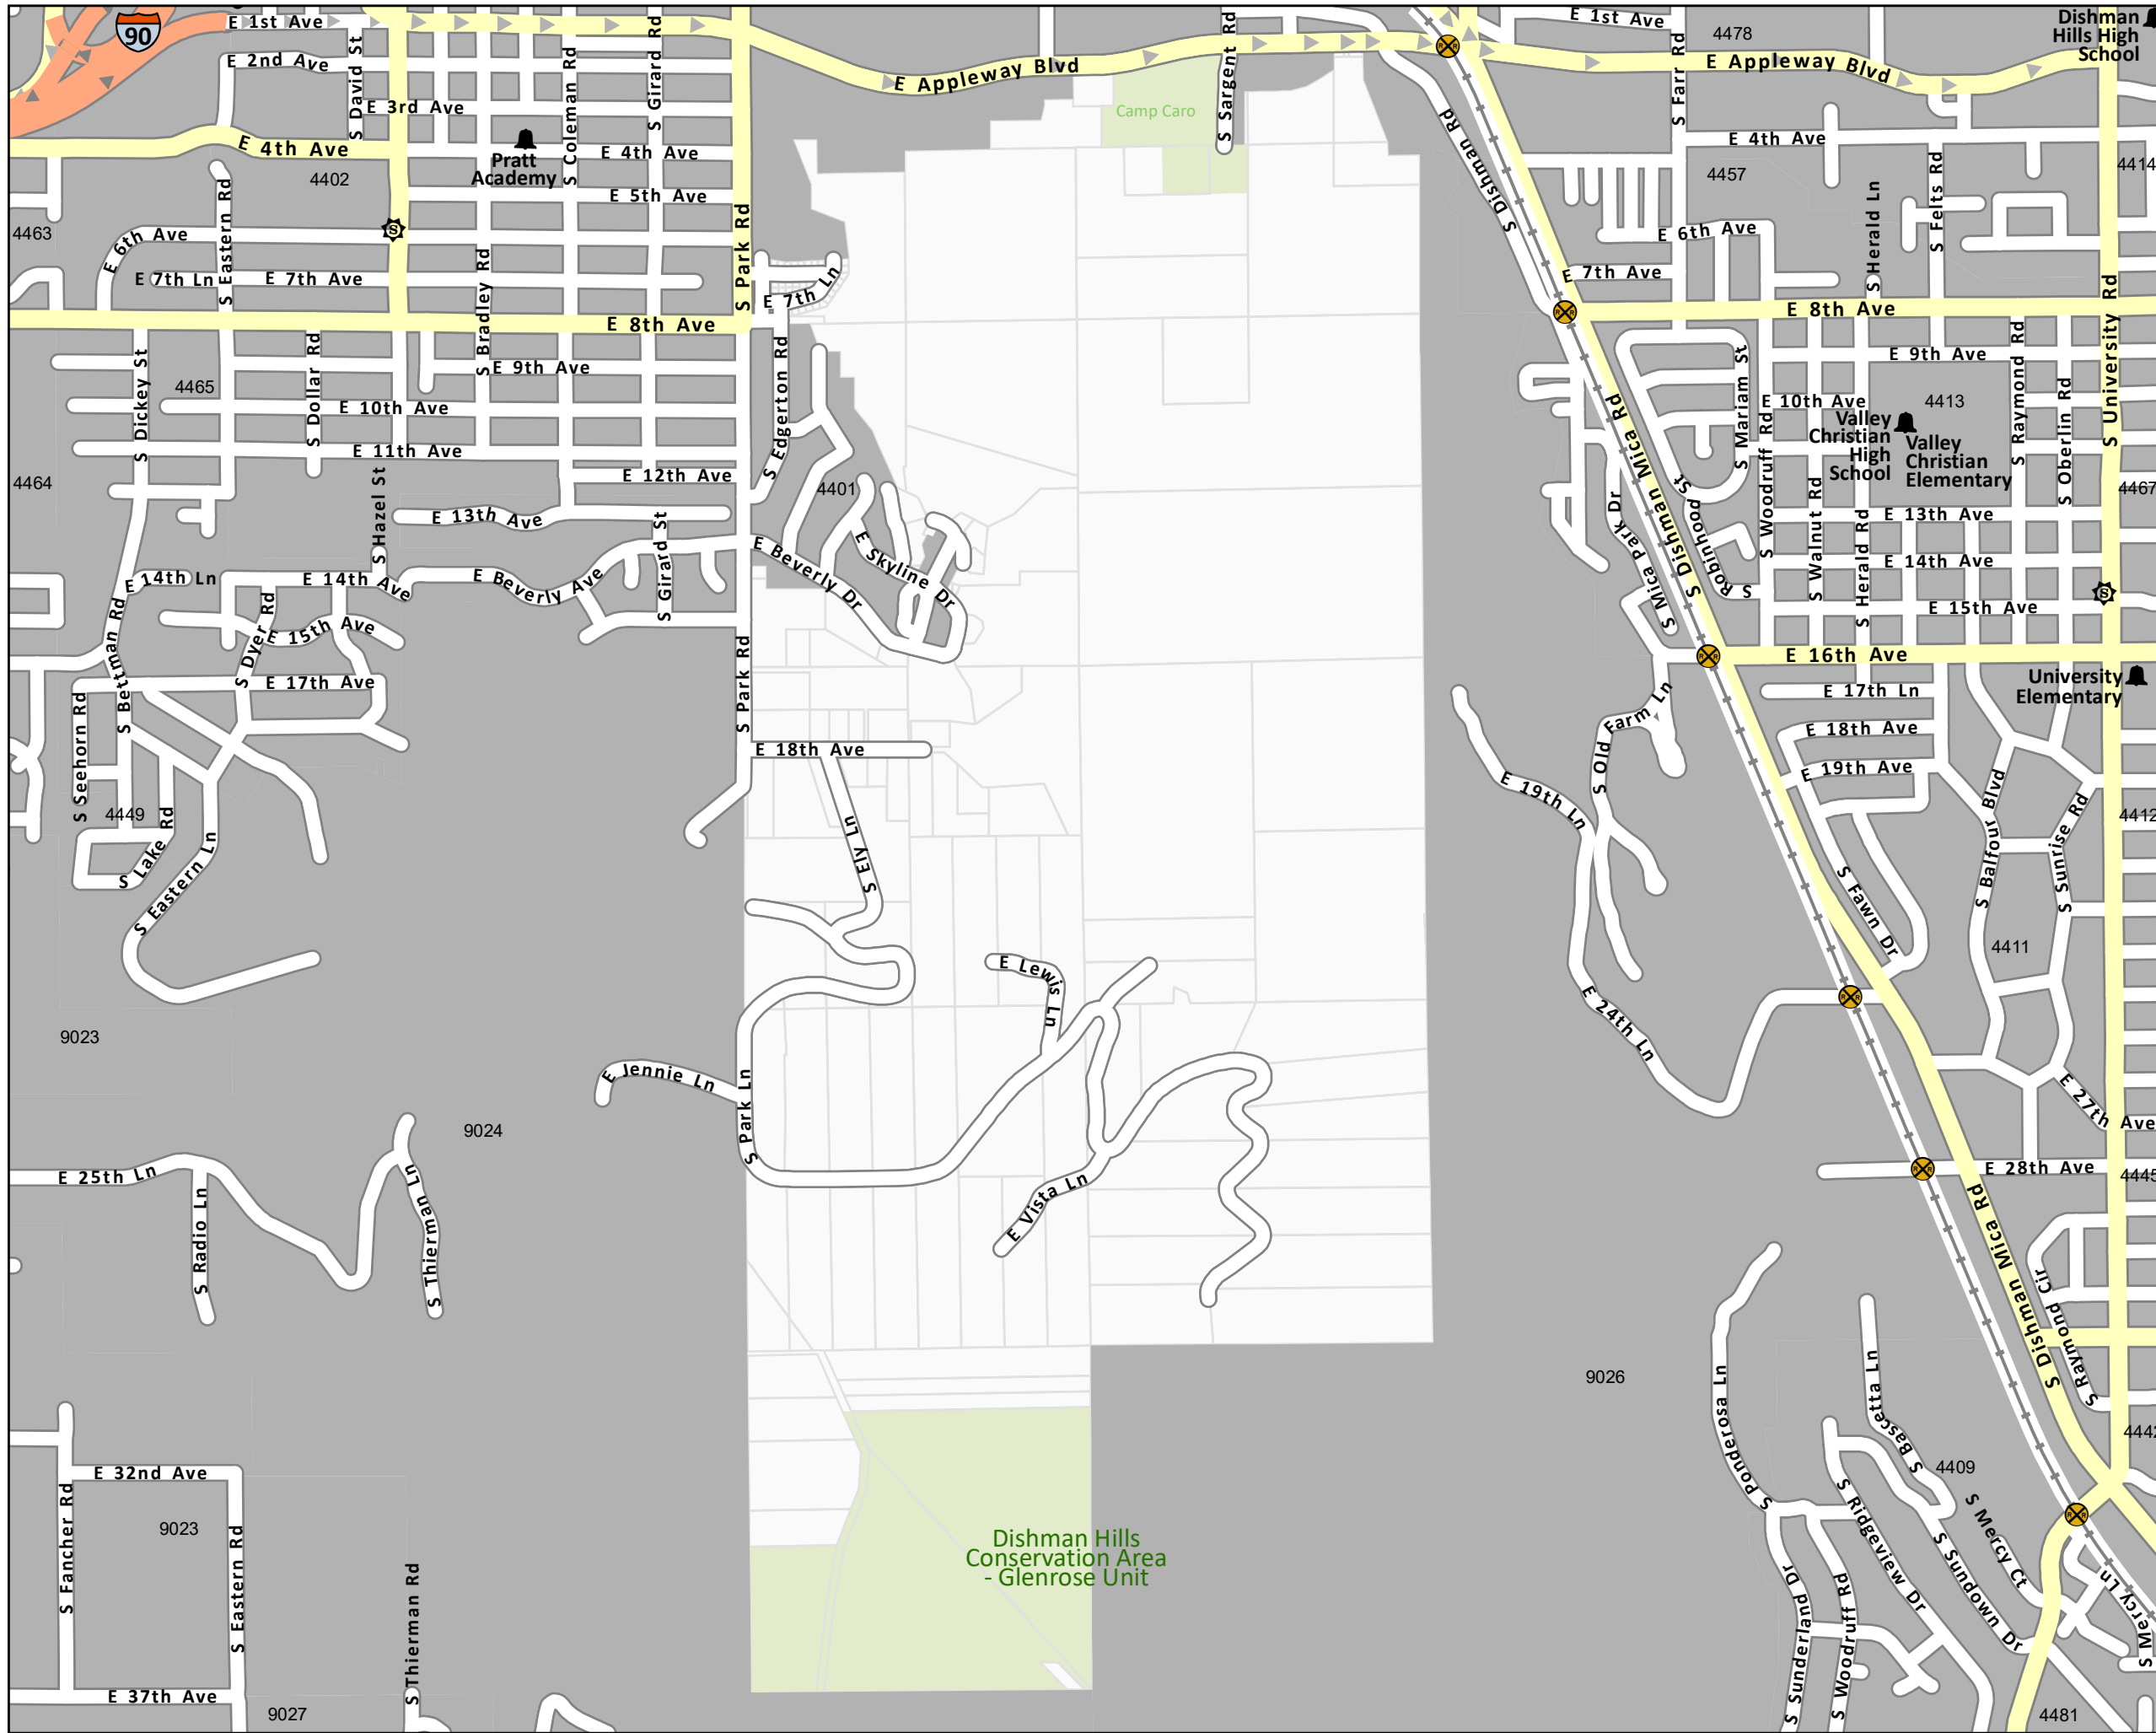 90
E 1st Ave
E 2nd Ave
S David St
E 3rd Ave
E 4th Ave
4402
Pratt
Academy
S Coleman Rd
S Girard Rd
E 4th Ave
E 5th Ave
S Park Rd
E Appleway Blvd
Camp Caro
S Sargent Rd
S Dishman Rd
E 1st Ave
S Farr Rd
4478
E Appleway Blvd
Dishman
Hills High
School
E 4th Ave
4457
4414
S Felts Rd
S Herald Ln
E 6th Ave
E 7th Ave
E 8th Ave
S University Rd
4463
E 6th Ave
S Eastern Rd
E 7th Ln
E 7th Ave
S
S Bradley Rd
E 7th Ln
E 8th Ave
S Dickey St
4465
S Dollar Rd
E 9th Ave
E 10th Ave
E 11th Ave
E 12th Ave
S Edgerton Rd
4401
4464
S Hazel St
E 13th Ave
S Girard St
E 14th Ln
E 14th Ave
E Beverly Ave
E Beverly Dr
E Skyline Dr
S Dyer Rd
E 15th Ave
S Bettman Rd
E 17th Ave
S Seehorn Rd
S Park Rd
4449
S Lake Rd
S Eastern Ln
E 18th Ave
S Ely Ln
E 9th Ave
S Mariam St
E 10th Ave
4413
Valley
Christian
High
School
Valley
Christian
Elementary
S Raymond Rd
S Oberlin Rd
4467
S Woodruff Rd
S Walnut Rd
S Herald Rd
E 13th Ave
E 14th Ave
E 15th Ave
S
S Robinhood St
S Dishman Mica Rd
S Mica Park Dr
E 16th Ave
University
Elementary
E 17th Ln
E 18th Ave
E 19th Ave
S Old Farm Ln
E 19th Ln
S Balfour Blvd
S Sunrise Rd
4412
S Fawn Dr
4411
E 24th Ln
E 27th Ave
E 28th Ave
4445
E Lewis Ln
E Jennie Ln
S Park Ln
E Vista Ln
9023
9024
E 25th Ln
S Radio Ln
S Thierman Ln
S Dishman Mica Rd
S Raymond Cir
9026
S Ponderosa Ln
S Bascetta Ln
4409
4442
S Ridgeview Dr
S Mercy Ct
S Sundown Dr
S Mercy Ln
S Sunderland Dr
S Woodruff Rd
4481
Dishman Hills
Conservation Area
- Glenrose Unit
E 32nd Ave
S Fancher Rd
9023
S Eastern Rd
S Thierman Rd
E 37th Ave
9027